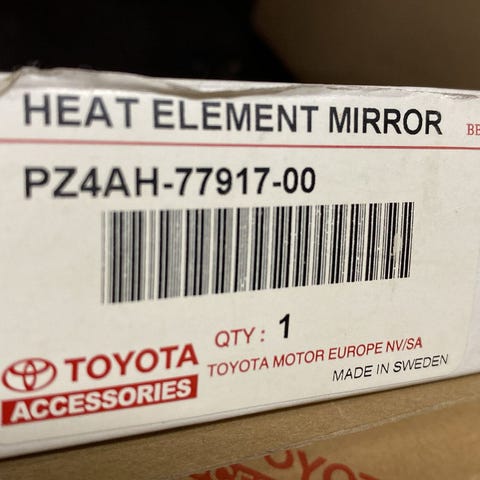 HEAT ELEMENT MIRROR
PZ4AH-77917-00
QTY : 1
TOYOTA
ACCESSORIES
TOYOTA MOTOR EUROPE NV/SA
MADE IN SWEDEN